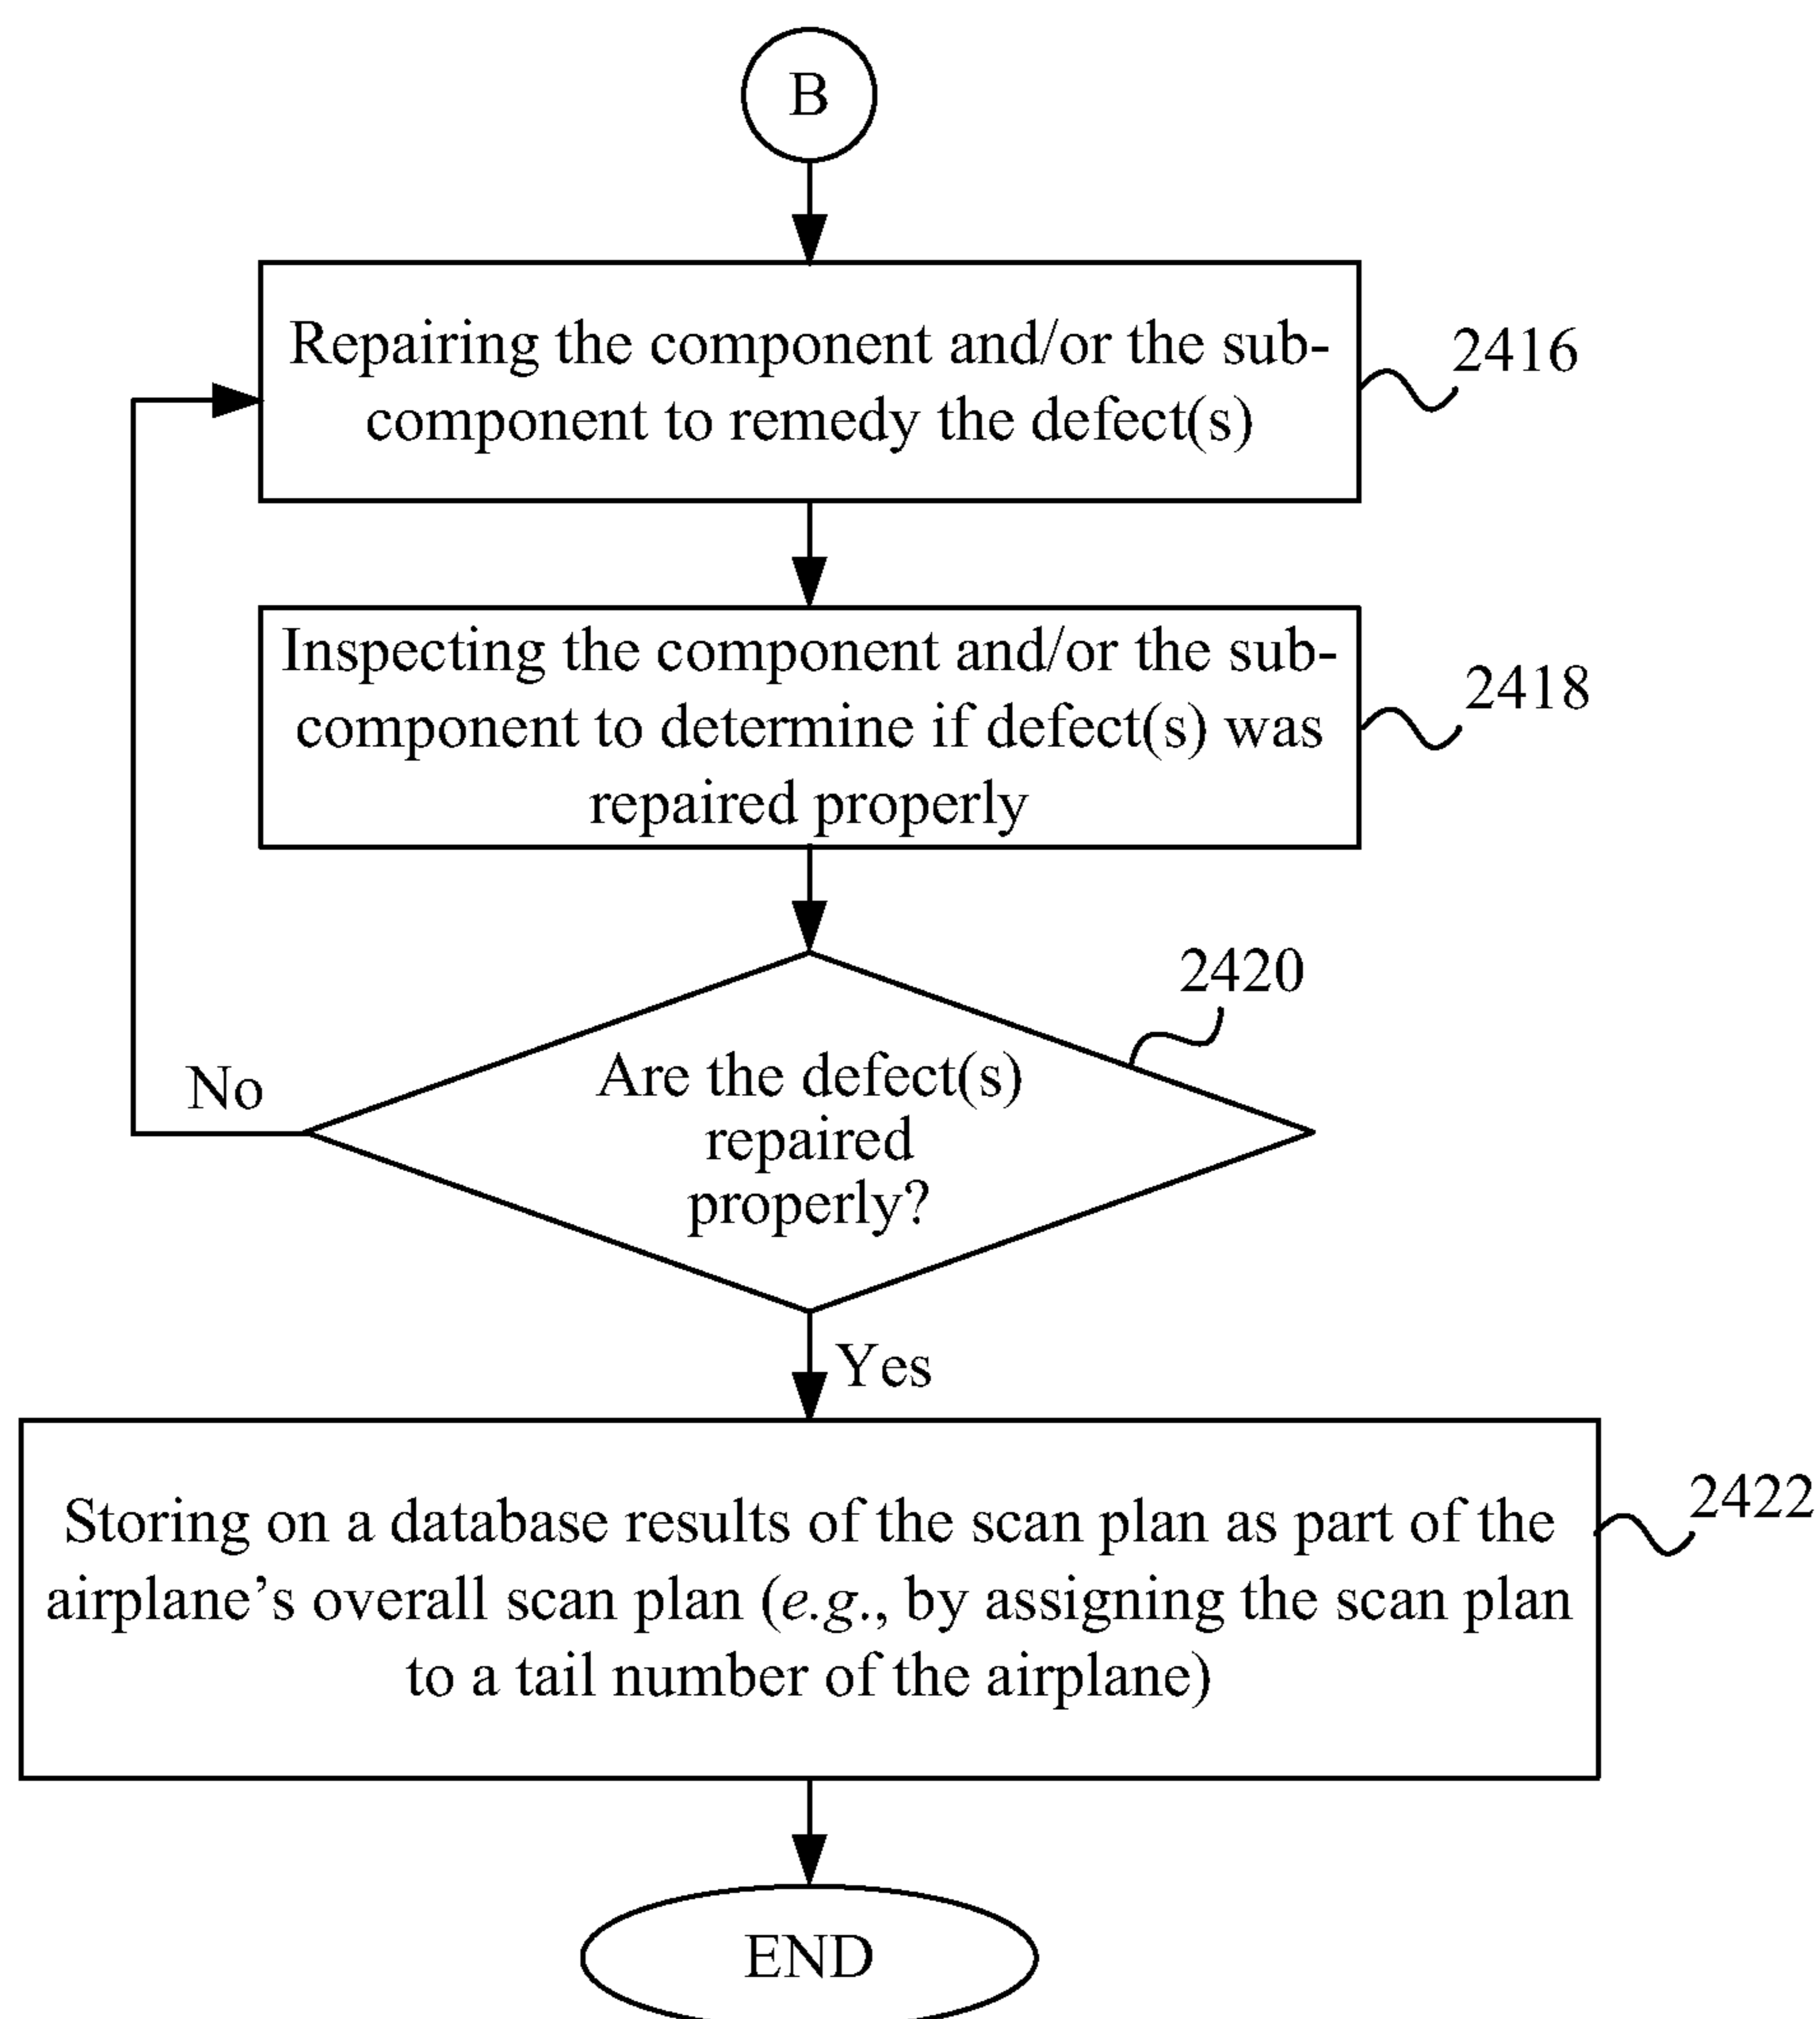 B
Repairing the component and/or the sub-
component to remedy the defect(s)
2416
Inspecting the component and/or the sub-
component to determine if defect(s) was
repaired properly
2418
2420
Are the defect(s)
repaired
properly?
No
Yes
Storing on a database results of the scan plan as part of the
airplane’s overall scan plan (e.g., by assigning the scan plan
to a tail number of the airplane)
2422
END